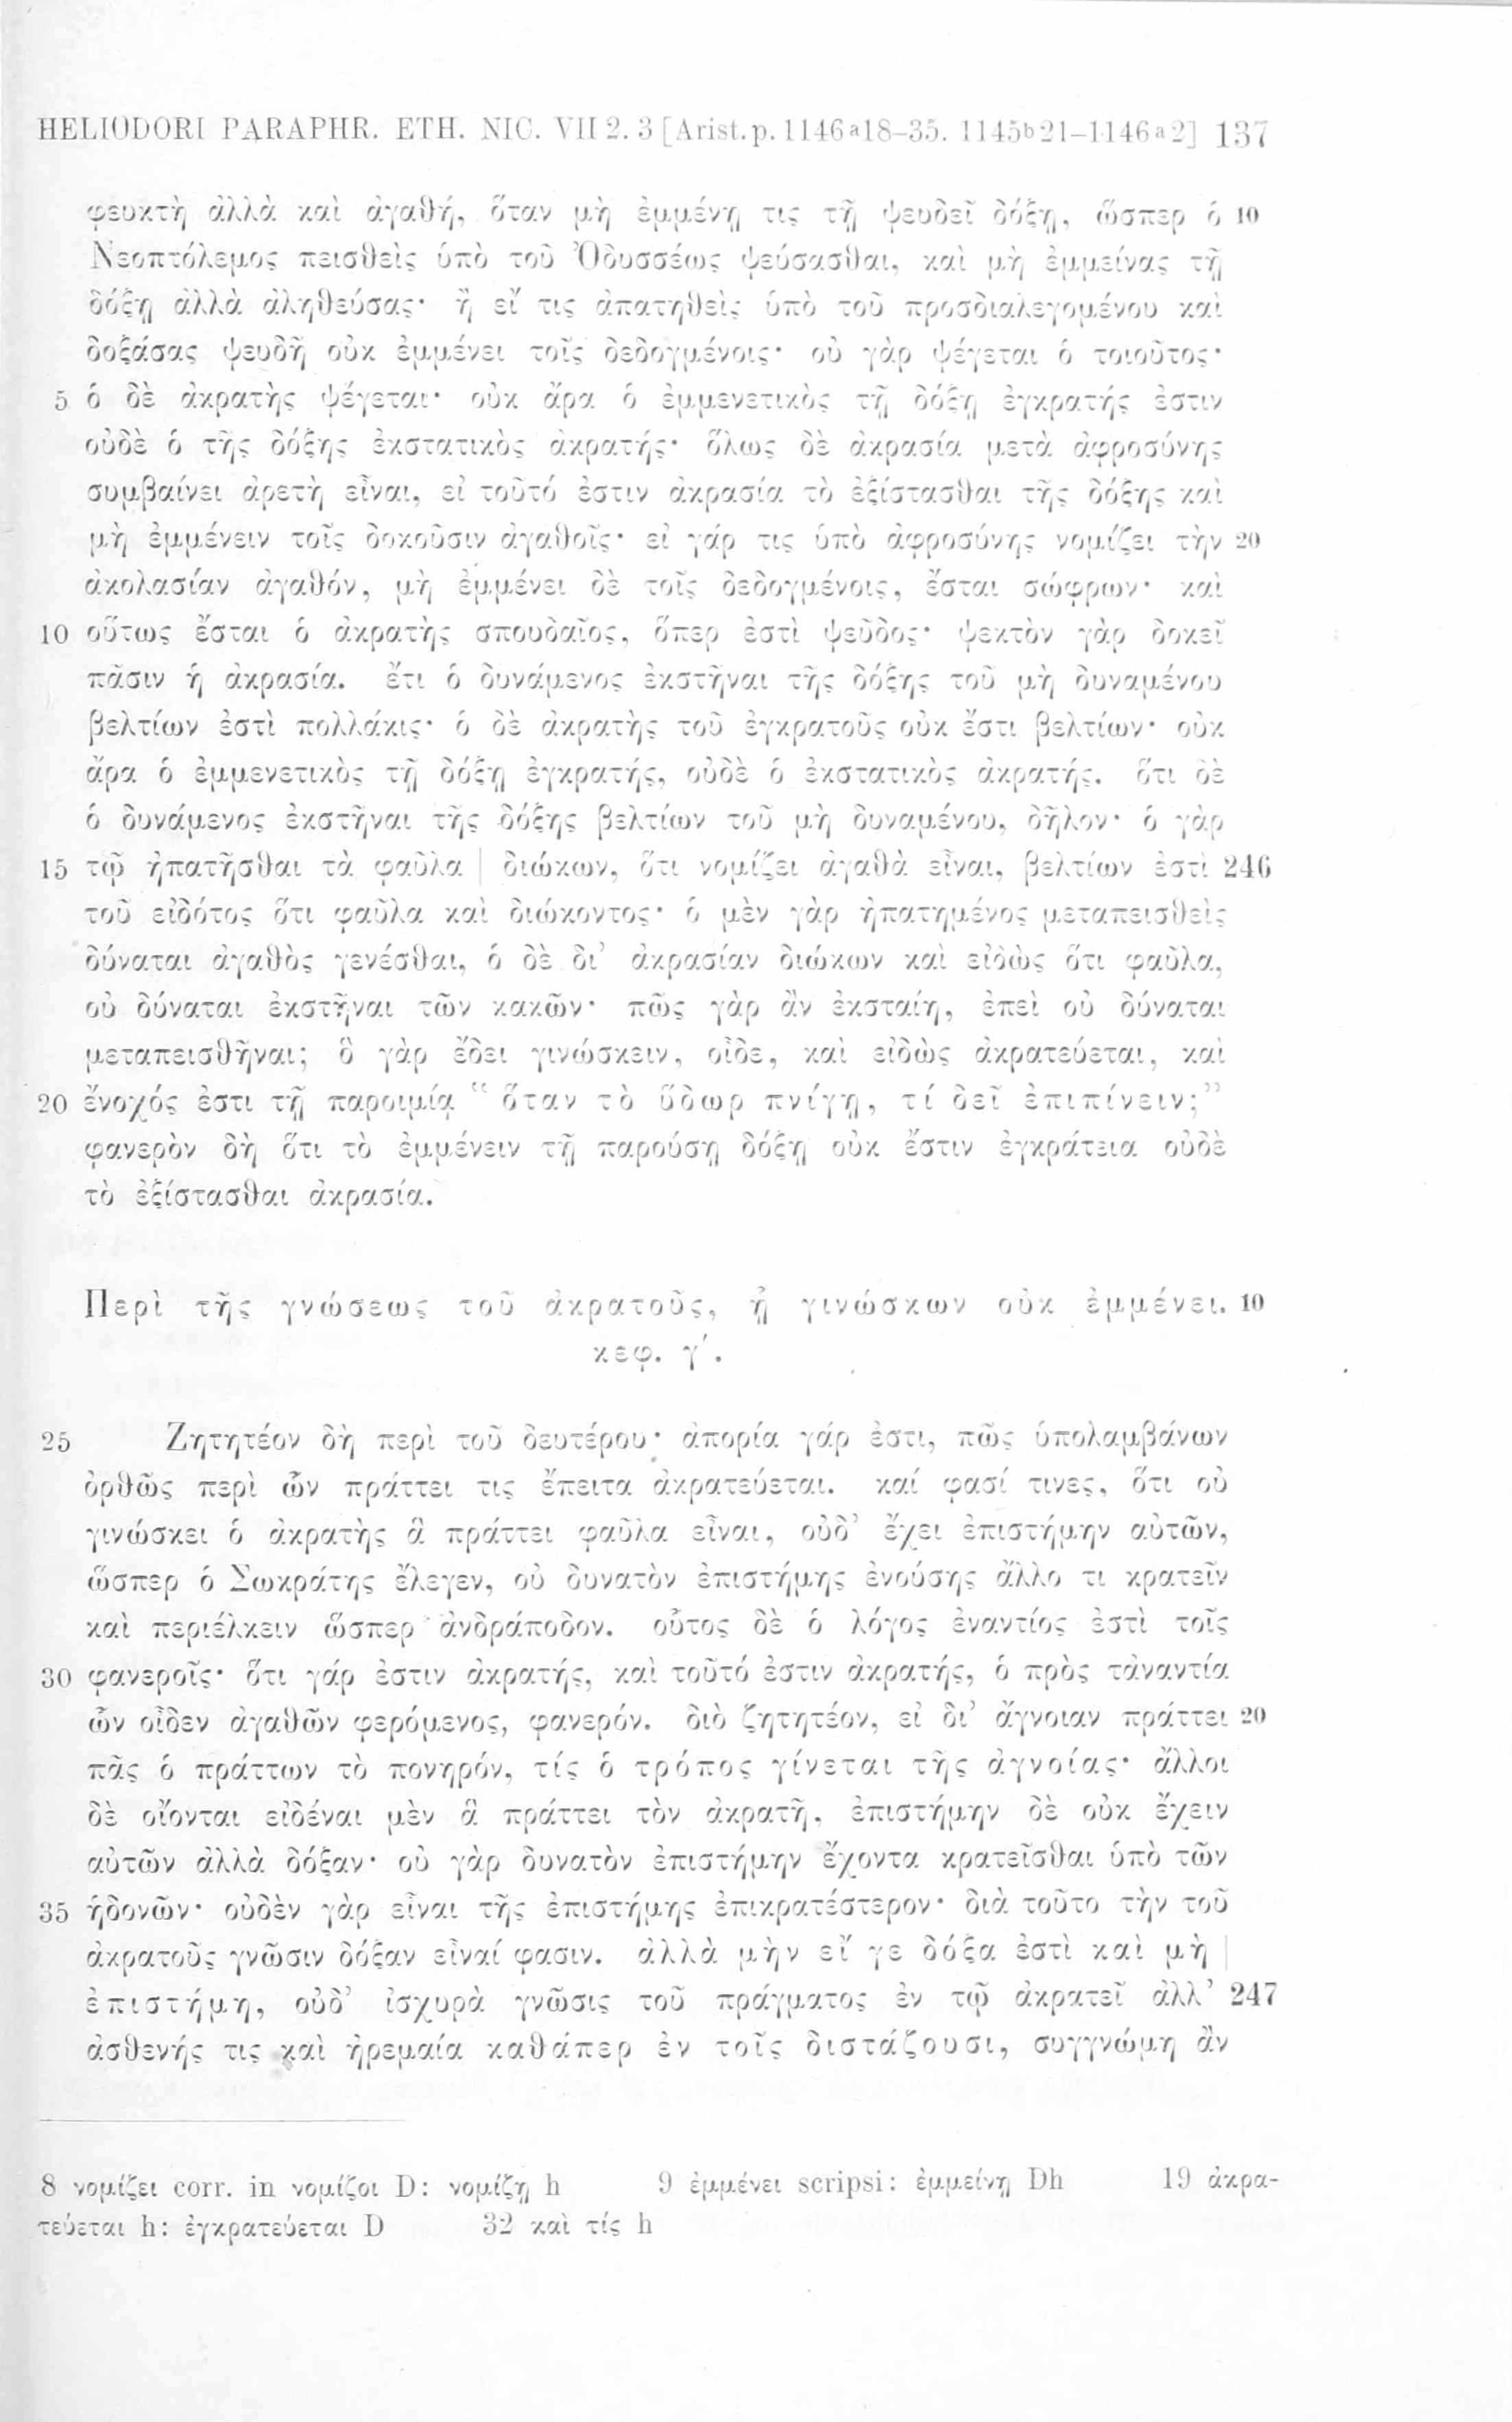 HELIODORI PARAPHR. ETH. NIC. VII 2. 3 [Arist. p. 1146ᵃ18–35. 1145ᵇ21–1146ᵃ2] 137
φευκτὴ ἀλλὰ καὶ ἀγαθή, ὅταν μὴ ἐμμένῃ τις τῇ ψευδεῖ δόξῃ, ὥσπερ ὁ 10
Νεοπτόλεμος πεισθεὶς ὑπὸ τοῦ Ὀδυσσέως ψεύσασθαι, καὶ μὴ ἐμμείνας τῇ
δόξῃ ἀλλὰ ἀληθεύσας· ἢ εἴ τις ἀπατηθεὶς ὑπὸ τοῦ προσδιαλεγομένου καὶ
δοξάσας ψευδῆ οὐκ ἐμμένει τοῖς δεδογμένοις· οὐ γὰρ ψέγεται ὁ τοιοῦτος·
5 ὁ δὲ ἀκρατὴς ψέγεται· οὐκ ἄρα ὁ ἐμμενετικὸς τῇ δόξῃ ἐγκρατής ἐστιν
οὐδὲ ὁ τῆς δόξης ἐκστατικὸς ἀκρατής· ὅλως δὲ ἀκρασία μετὰ ἀφροσύνης
συμβαίνει ἀρετὴ εἶναι, εἰ τοῦτό ἐστιν ἀκρασία τὸ ἐξίστασθαι τῆς δόξης καὶ
μὴ ἐμμένειν τοῖς δοκοῦσιν ἀγαθοῖς· εἰ γάρ τις ὑπὸ ἀφροσύνης νομίζει τὴν 20
ἀκολασίαν ἀγαθόν, μὴ ἐμμένει δὲ τοῖς δεδογμένοις, ἔσται σώφρων· καὶ
10 οὕτως ἔσται ὁ ἀκρατὴς σπουδαῖος, ὅπερ ἐστὶ ψεῦδος· ψεκτὸν γὰρ δοκεῖ
πᾶσιν ἡ ἀκρασία. ἔτι ὁ δυνάμενος ἐκστῆναι τῆς δόξης τοῦ μὴ δυναμένου
βελτίων ἐστὶ πολλάκις· ὁ δὲ ἀκρατὴς τοῦ ἐγκρατοῦς οὐκ ἔστι βελτίων· οὐκ
ἄρα ὁ ἐμμενετικὸς τῇ δόξῃ ἐγκρατής, οὐδὲ ὁ ἐκστατικὸς ἀκρατής. ὅτι δὲ
ὁ δυνάμενος ἐκστῆναι τῆς δόξης βελτίων τοῦ μὴ δυναμένου, δῆλον· ὁ γὰρ
15 τῷ ἠπατῆσθαι τὰ φαῦλα | διώκων, ὅτι νομίζει ἀγαθὰ εἶναι, βελτίων ἐστὶ 246
τοῦ εἰδότος ὅτι φαῦλα καὶ διώκοντος· ὁ μὲν γὰρ ἠπατημένος μεταπεισθεὶς
δύναται ἀγαθὸς γενέσθαι, ὁ δὲ δι’ ἀκρασίαν διώκων καὶ εἰδὼς ὅτι φαῦλα,
οὐ δύναται ἐκστῆναι τῶν κακῶν· πῶς γὰρ ἂν ἐκσταίη, ἐπεὶ οὐ δύναται
μεταπεισθῆναι; ὃ γὰρ ἔδει γινώσκειν, οἶδε, καὶ εἰδὼς ἀκρατεύεται, καὶ
20 ἔνοχός ἐστι τῇ παροιμίᾳ “ὅταν τὸ ὕδωρ πνίγῃ, τί δεῖ ἐπιπίνειν;”
φανερὸν δὴ ὅτι τὸ ἐμμένειν τῇ παρούσῃ δόξῃ οὐκ ἔστιν ἐγκράτεια οὐδὲ
τὸ ἐξίστασθαι ἀκρασία.
Περὶ τῆς γνώσεως τοῦ ἀκρατοῦς, ᾗ γινώσκων οὐκ ἐμμένει. 10
κεφ. γ΄.
25 Ζητητέον δὴ περὶ τοῦ δευτέρου· ἀπορία γάρ ἐστι, πῶς ὑπολαμβάνων
ὀρθῶς περὶ ὧν πράττει τις ἔπειτα ἀκρατεύεται. καί φασί τινες, ὅτι οὐ
γινώσκει ὁ ἀκρατὴς ἃ πράττει φαῦλα εἶναι, οὐδ’ ἔχει ἐπιστήμην αὐτῶν,
ὥσπερ ὁ Σωκράτης ἔλεγεν, οὐ δυνατὸν ἐπιστήμης ἐνούσης ἄλλο τι κρατεῖν
καὶ περιέλκειν ὥσπερ ἀνδράποδον. οὗτος δὲ ὁ λόγος ἐναντίος ἐστὶ τοῖς
30 φανεροῖς· ὅτι γάρ ἐστιν ἀκρατής, καὶ τοῦτό ἐστιν ἀκρατής, ὁ πρὸς τἀναντία
ὧν οἶδεν ἀγαθῶν φερόμενος, φανερόν. διὸ ζητητέον, εἰ δι’ ἄγνοιαν πράττει 20
πᾶς ὁ πράττων τὸ πονηρόν, τίς ὁ τρόπος γίνεται τῆς ἀγνοίας· ἄλλοι
δὲ οἴονται εἰδέναι μὲν ἃ πράττει τὸν ἀκρατῆ, ἐπιστήμην δὲ οὐκ ἔχειν
αὐτῶν ἀλλὰ δόξαν· οὐ γὰρ δυνατὸν ἐπιστήμην ἔχοντα κρατεῖσθαι ὑπὸ τῶν
35 ἡδονῶν· οὐδὲν γὰρ εἶναι τῆς ἐπιστήμης ἐπικρατέστερον· διὰ τοῦτο τὴν τοῦ
ἀκρατοῦς γνῶσιν δόξαν εἶναί φασιν. ἀλλὰ μὴν εἴ γε δόξα ἐστὶ καὶ μὴ |
ἐπιστήμη, οὐδ’ ἰσχυρὰ γνῶσις τοῦ πράγματος ἐν τῷ ἀκρατεῖ ἀλλ’ 247
ἀσθενής τις καὶ ἠρεμαία καθάπερ ἐν τοῖς διστάζουσι, συγγνώμη ἂν
8 νομίζει corr. in νομίζοι D: νομίζῃ h 9 ἐμμένει scripsi: ἐμμείνῃ Dh 19 ἀκρα-
τεύεται h: ἐγκρατεύεται D 32 καὶ τίς h